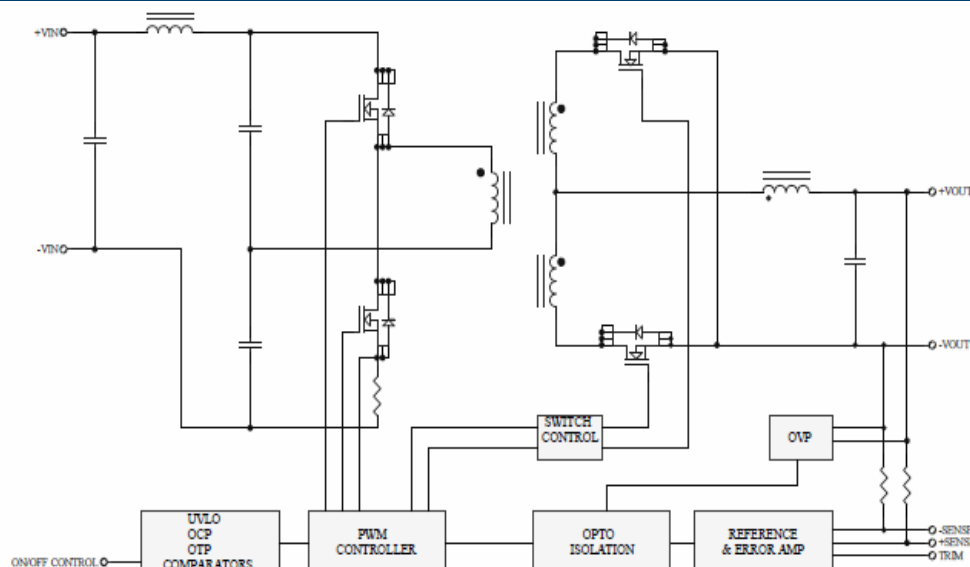 +VIN
-VIN
+VOUT
-VOUT
SWITCH
CONTROL
OVP
UVLO
OCP
OTP
COMPARATORS
PWM
CONTROLLER
OPTO
ISOLATION
REFERENCE
& ERROR AMP
-SENSE
+SENSE
TRIM
ON/OFF CONTROL